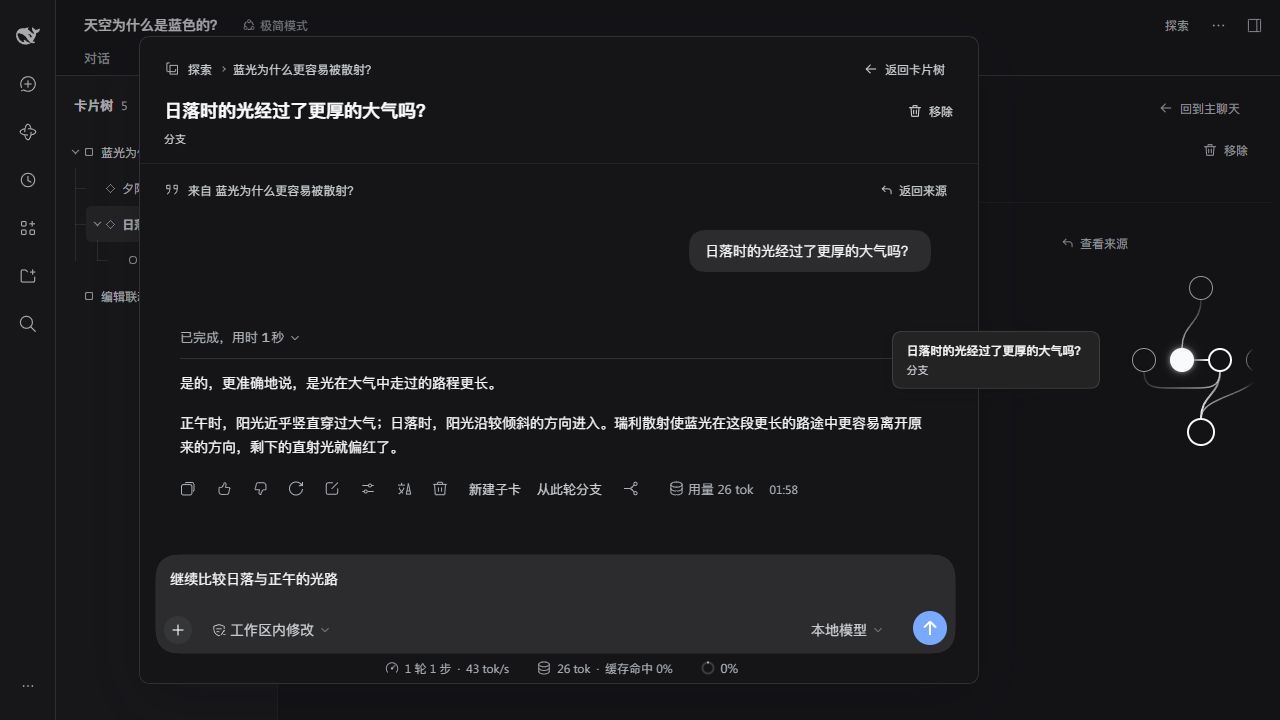 天空为什么是蓝色的?
极简模式
探索
对话
卡片树 5
蓝光为
编辑联
探索 › 蓝光为什么更容易被散射?
返回卡片树
日落时的光经过了更厚的大气吗?
移除
分支
来自 蓝光为什么更容易被散射?
返回来源
日落时的光经过了更厚的大气吗?
已完成，用时 1 秒
是的，更准确地说，是光在大气中走过的路程更长。
正午时，阳光近乎竖直穿过大气；日落时，阳光沿较倾斜的方向进入。瑞利散射使蓝光在这段更长的路途中更容易离开原
来的方向，剩下的直射光就偏红了。
新建子卡 从此轮分支 用量 26 tok 01:58
继续比较日落与正午的光路
工作区内修改
本地模型
1 轮 1 步 · 43 tok/s 26 tok · 缓存命中 0% 0%
回到主聊天
移除
查看来源
日落时的光经过了更厚的大气吗?
分支